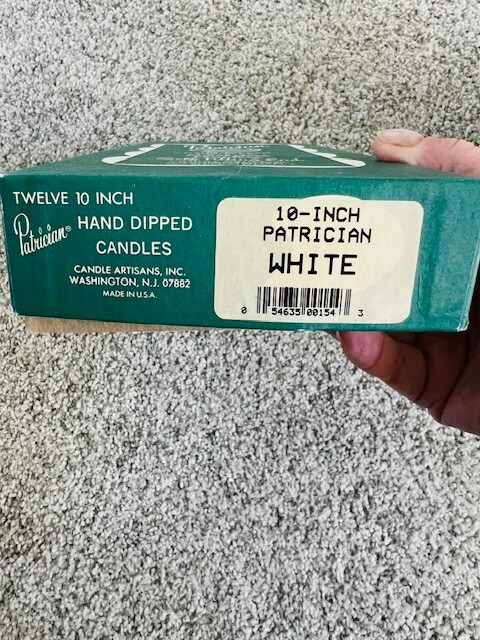 TWELVE 10 INCH
Patrician® HAND DIPPED
CANDLES
CANDLE ARTISANS, INC.
WASHINGTON, N.J. 07882
MADE IN U.S.A.
10-INCH
PATRICIAN
WHITE
0 54635 00154 3